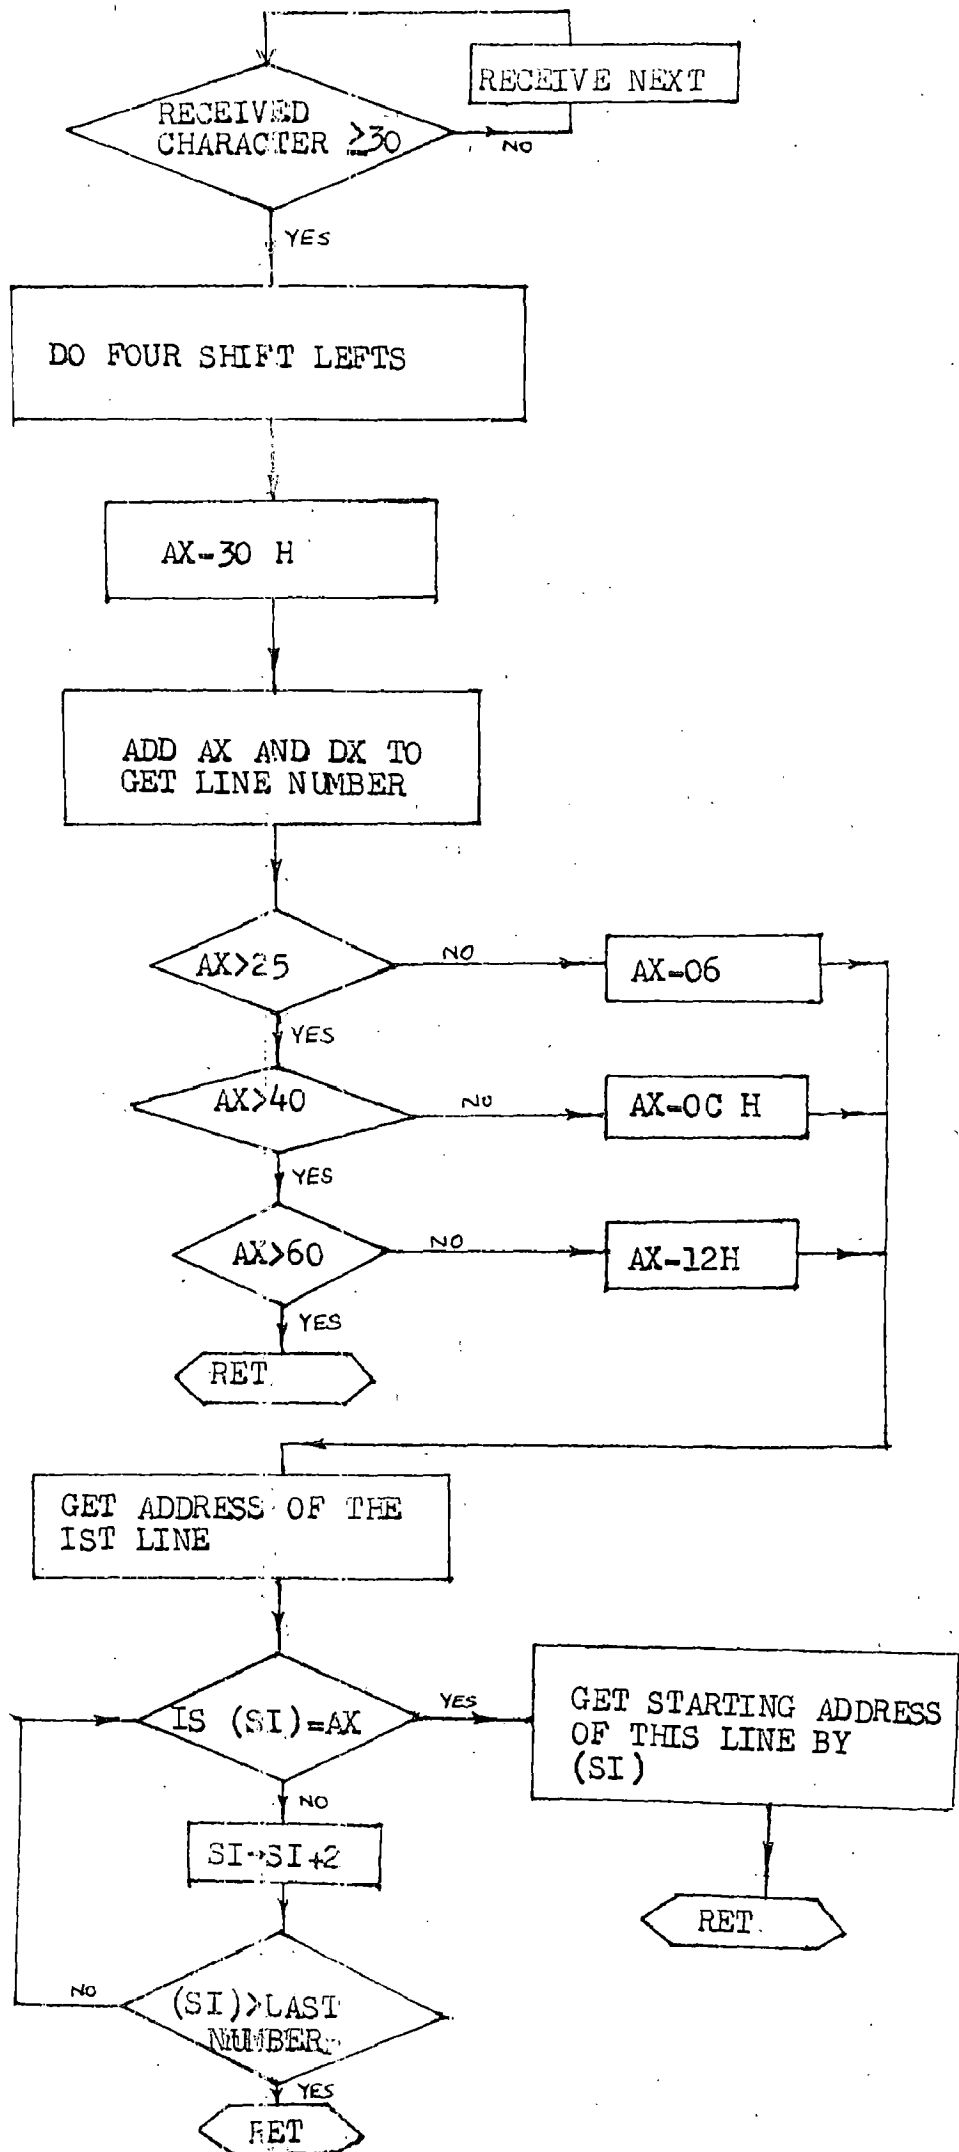 RECEIVE NEXT
RECEIVED
CHARACTER ≥30
NO
YES
DO FOUR SHIFT LEFTS
AX-30 H
ADD AX AND DX TO
GET LINE NUMBER
AX>25
NO
AX-06
YES
AX>40
NO
AX-0C H
YES
AX>60
NO
AX-12H
YES
RET
GET ADDRESS OF THE
IST LINE
IS (SI)=AX
YES
GET STARTING ADDRESS
OF THIS LINE BY
(SI)
NO
SI→SI+2
RET
NO
(SI)>LAST
NUMBER
YES
RET